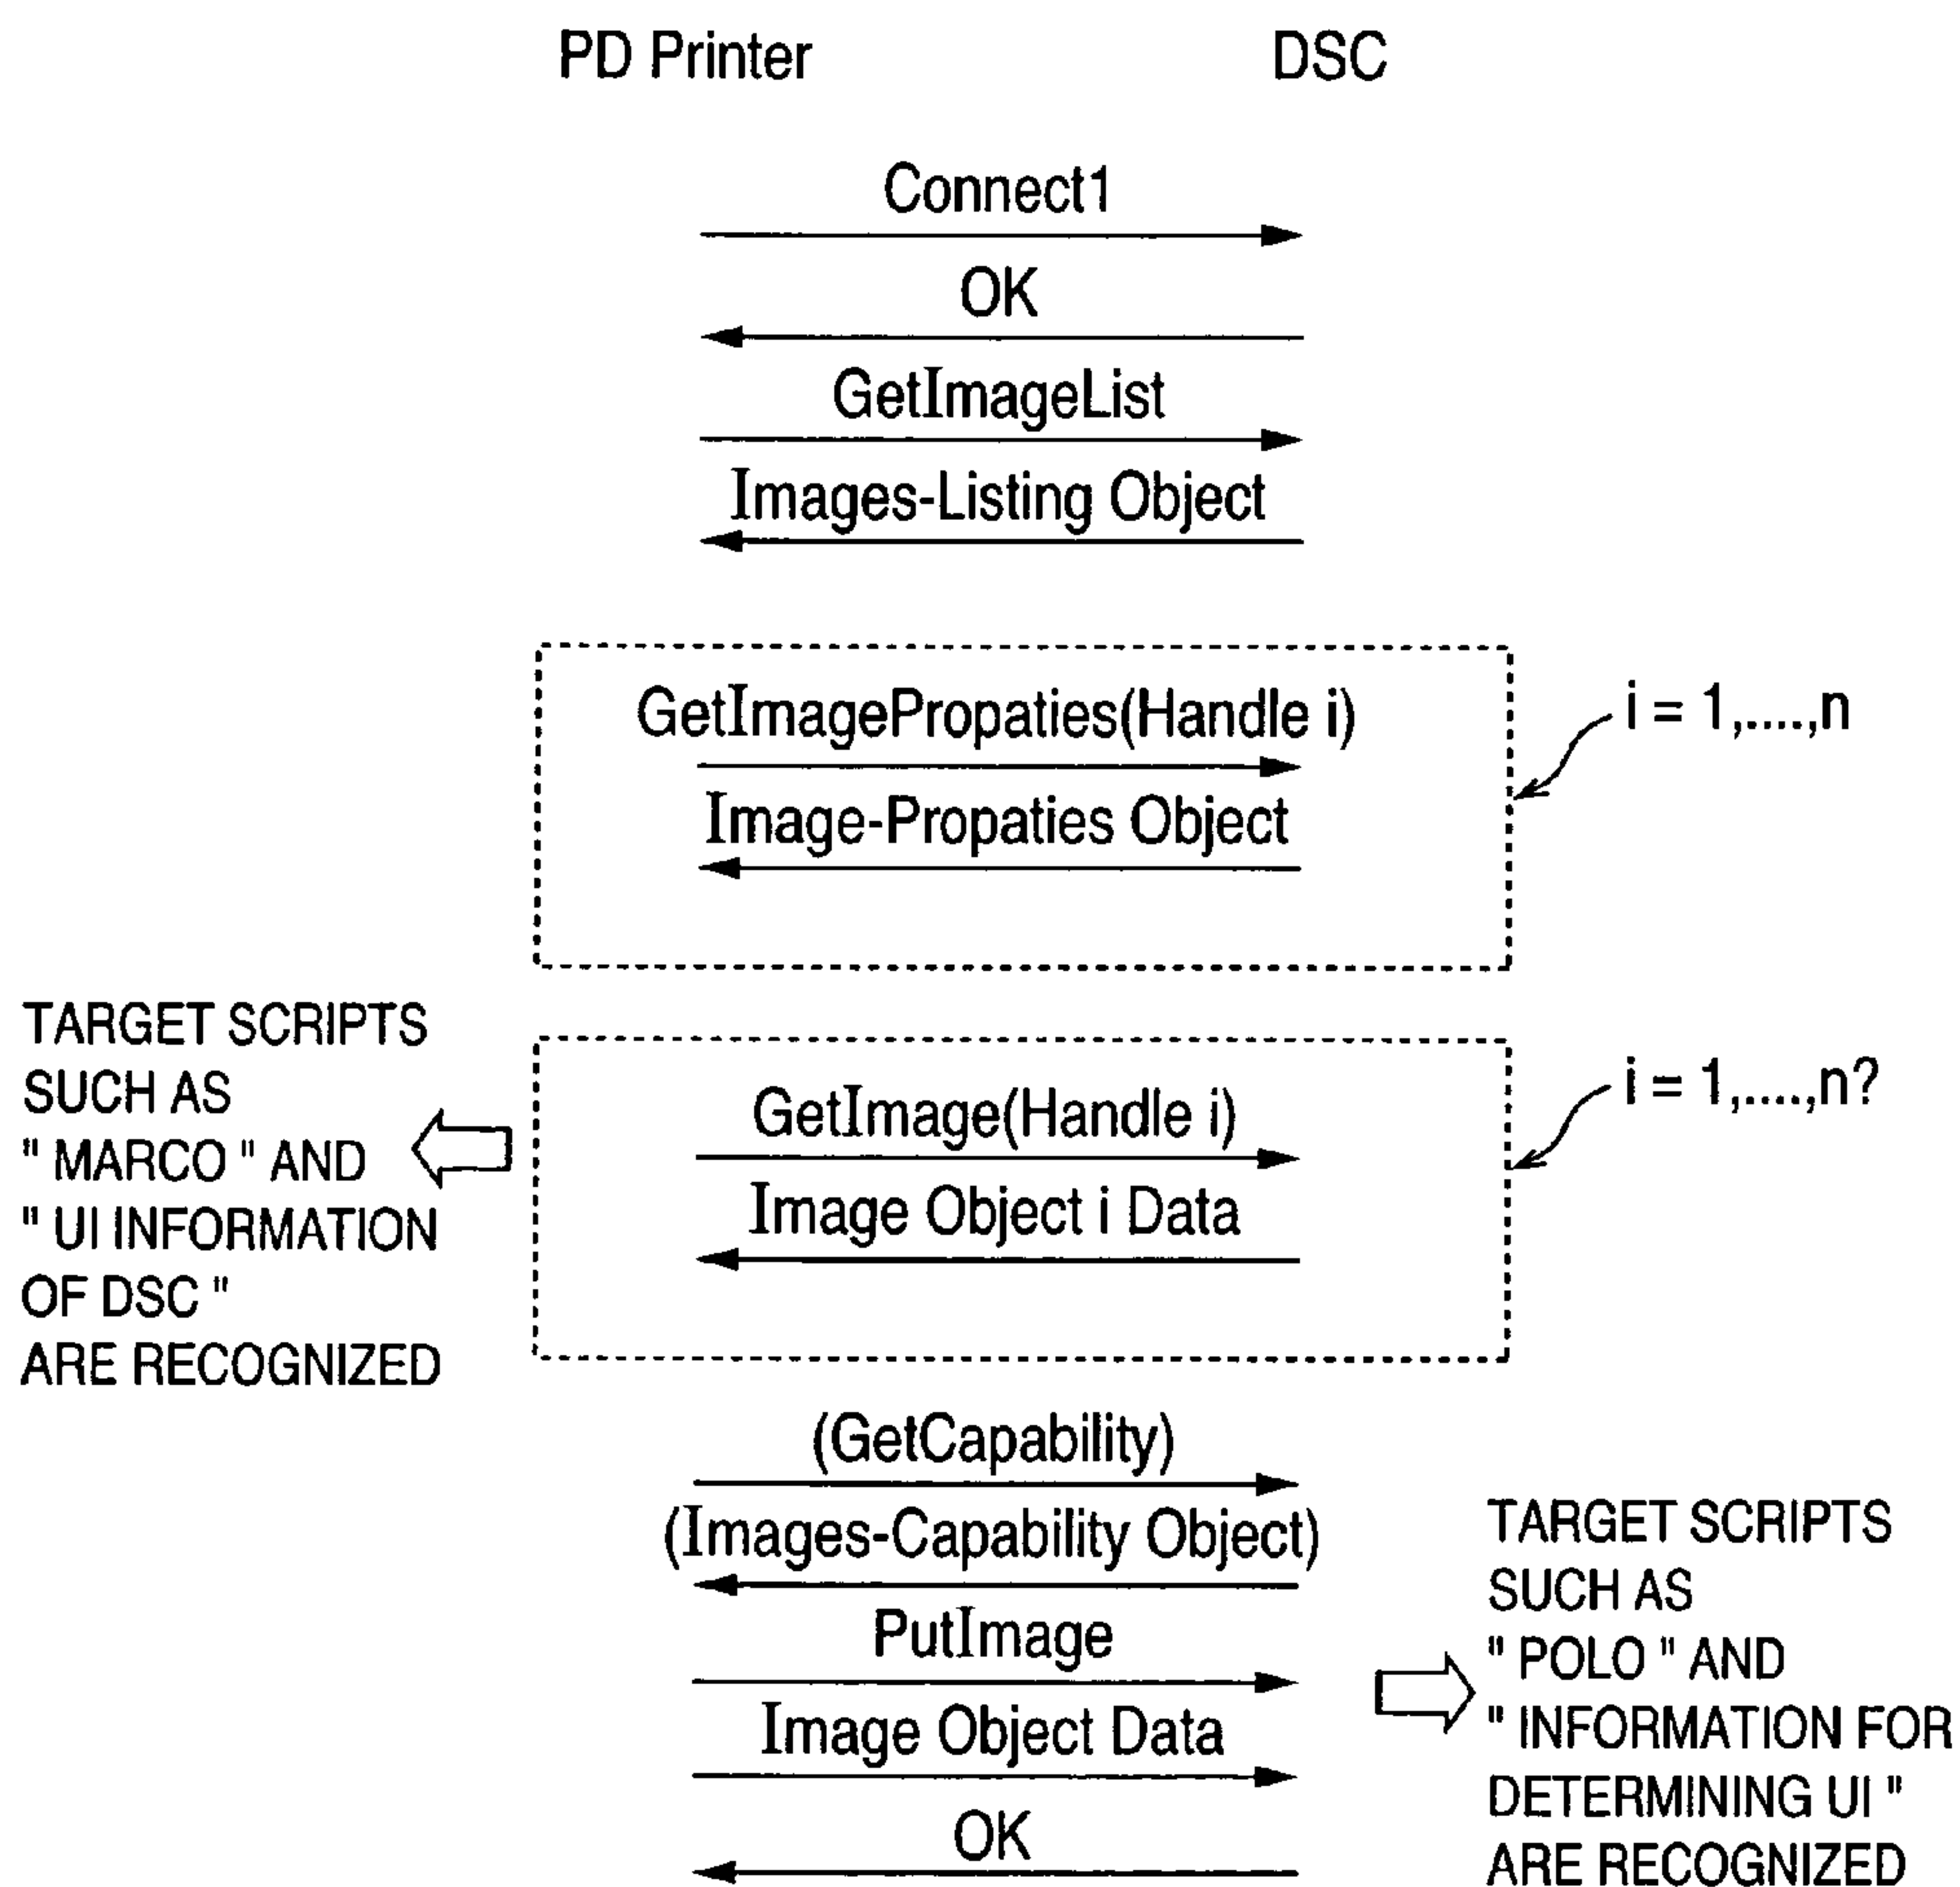 PD Printer DSC
Connect1
OK
GetImageList
Images-Listing Object
GetImagePropaties(Handle i)
i = 1,....,n
Image-Propaties Object
TARGET SCRIPTS
SUCH AS
" MARCO " AND
" UI INFORMATION
OF DSC "
ARE RECOGNIZED
GetImage(Handle i)
i = 1,....,n?
Image Object i Data
(GetCapability)
(Images-Capability Object)
PutImage
Image Object Data
OK
TARGET SCRIPTS
SUCH AS
" POLO " AND
" INFORMATION FOR
DETERMINING UI "
ARE RECOGNIZED